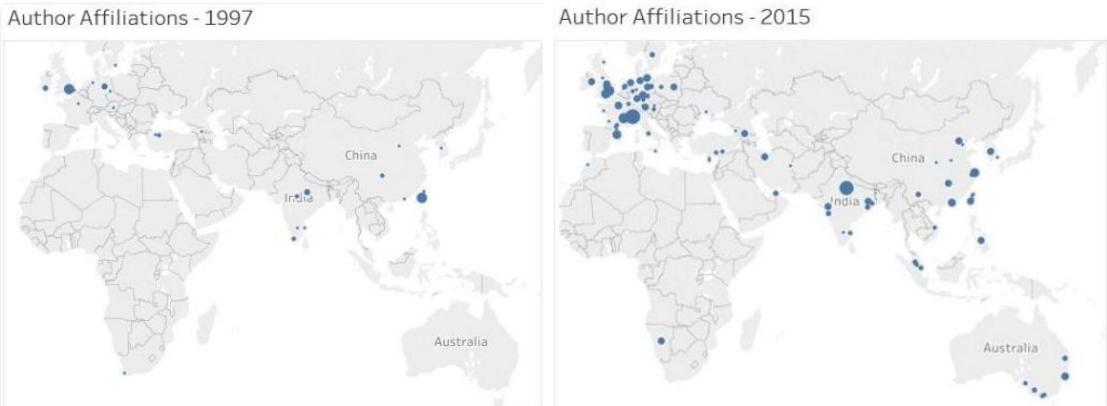 Author Affiliations - 1997
China
India
Australia
Author Affiliations - 2015
China
India
Australia